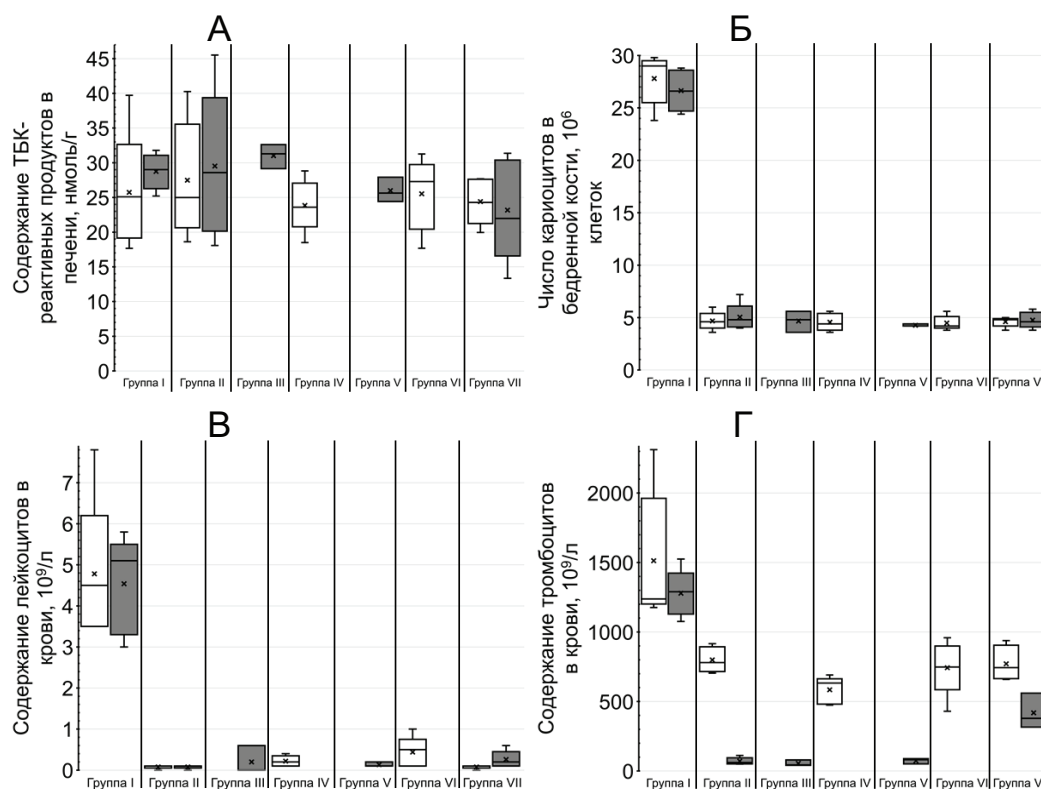 А
Содержание ТБК-
реактивных продуктов в
печени, нмоль/г
45
40
35
30
25
20
15
10
5
0
Группа I Группа II Группа III Группа IV Группа V Группа VI Группа VII
Б
Число кариоцитов в
бедренной кости, 10⁶
клеток
30
25
20
15
10
5
0
Группа I Группа II Группа III Группа IV Группа V Группа VI Группа V
В
Содержание лейкоцитов в
крови, 10⁹/л
7
6
5
4
3
2
1
0
Группа I Группа II Группа III Группа IV Группа V Группа VI Группа VII
Г
Содержание тромбоцитов
в крови, 10⁹/л
2000
1500
1000
500
0
Группа I Группа II Группа III Группа IV Группа V Группа VI Группа V